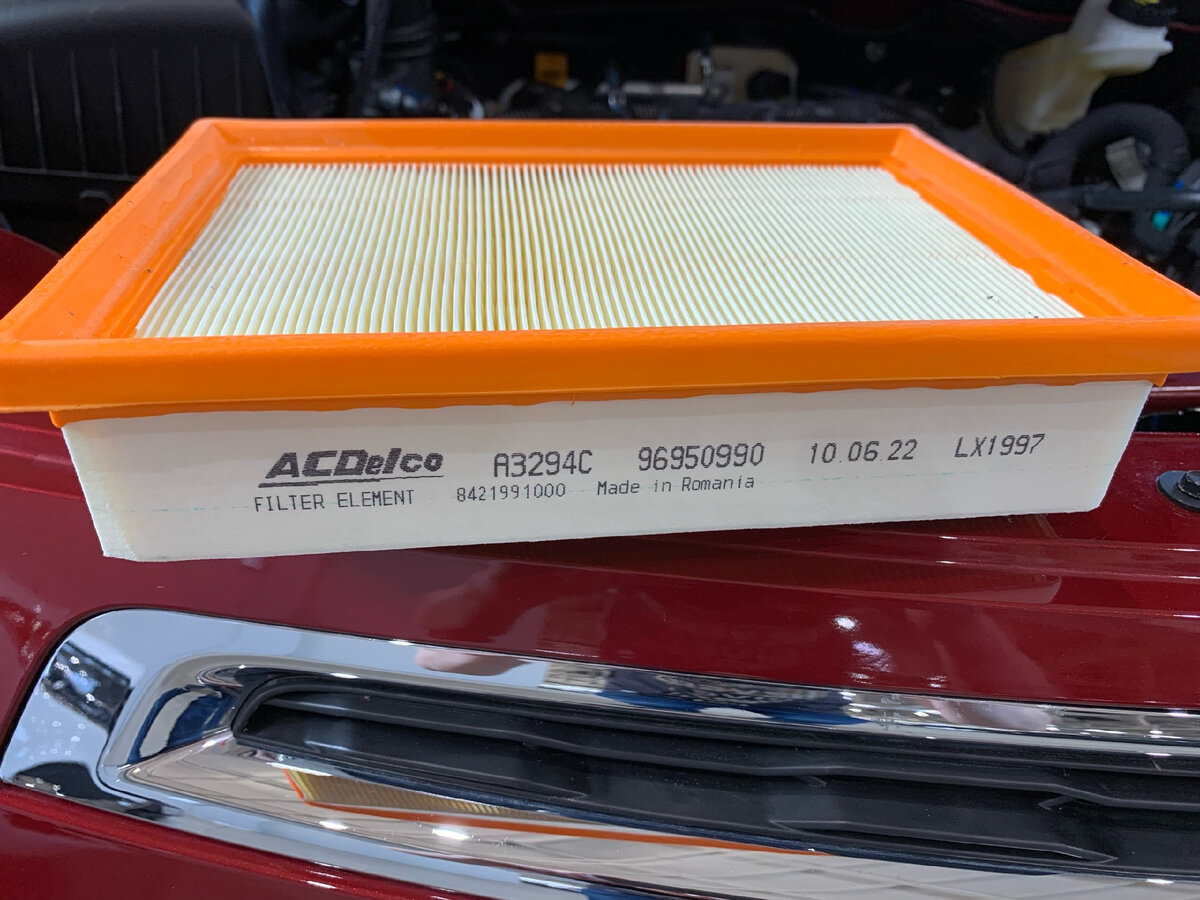 ACDelco A3294C 96950990 10.06.22 LX1997
FILTER ELEMENT 8421991000 Made in Romania